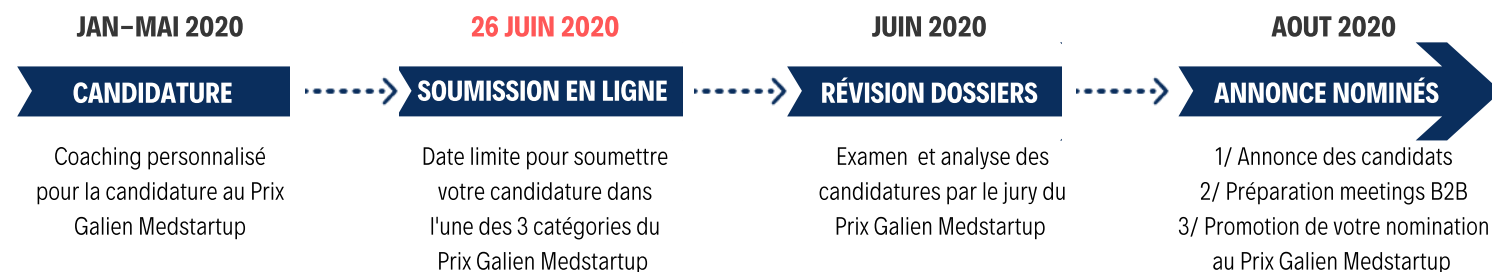 JAN–MAI 2020
CANDIDATURE
Coaching personnalisé
pour la candidature au Prix
Galien Medstartup
26 JUIN 2020
SOUMISSION EN LIGNE
Date limite pour soumettre
votre candidature dans
l'une des 3 catégories du
Prix Galien Medstartup
JUIN 2020
RÉVISION DOSSIERS
Examen et analyse des
candidatures par le jury du
Prix Galien Medstartup
AOUT 2020
ANNONCE NOMINÉS
1/ Annonce des candidats
2/ Préparation meetings B2B
3/ Promotion de votre nomination
au Prix Galien Medstartup